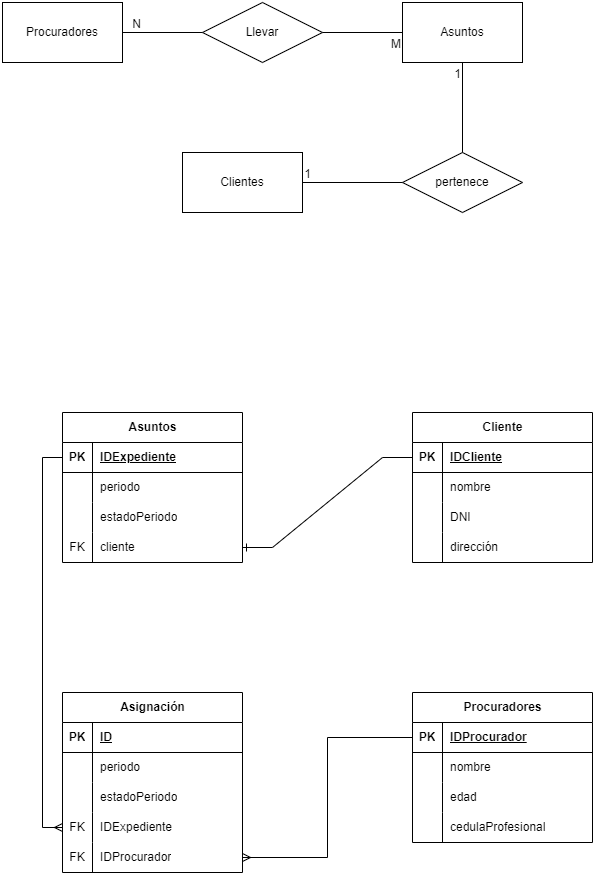 Procuradores
N
Llevar
M
Asuntos
1
Clientes
1
pertenece
Asuntos
PK IDExpediente
periodo
estadoPeriodo
FK cliente
Cliente
PK IDCliente
nombre
DNI
dirección
Asignación
PK ID
periodo
estadoPeriodo
FK IDExpediente
FK IDProcurador
Procuradores
PK IDProcurador
nombre
edad
cedulaProfesional